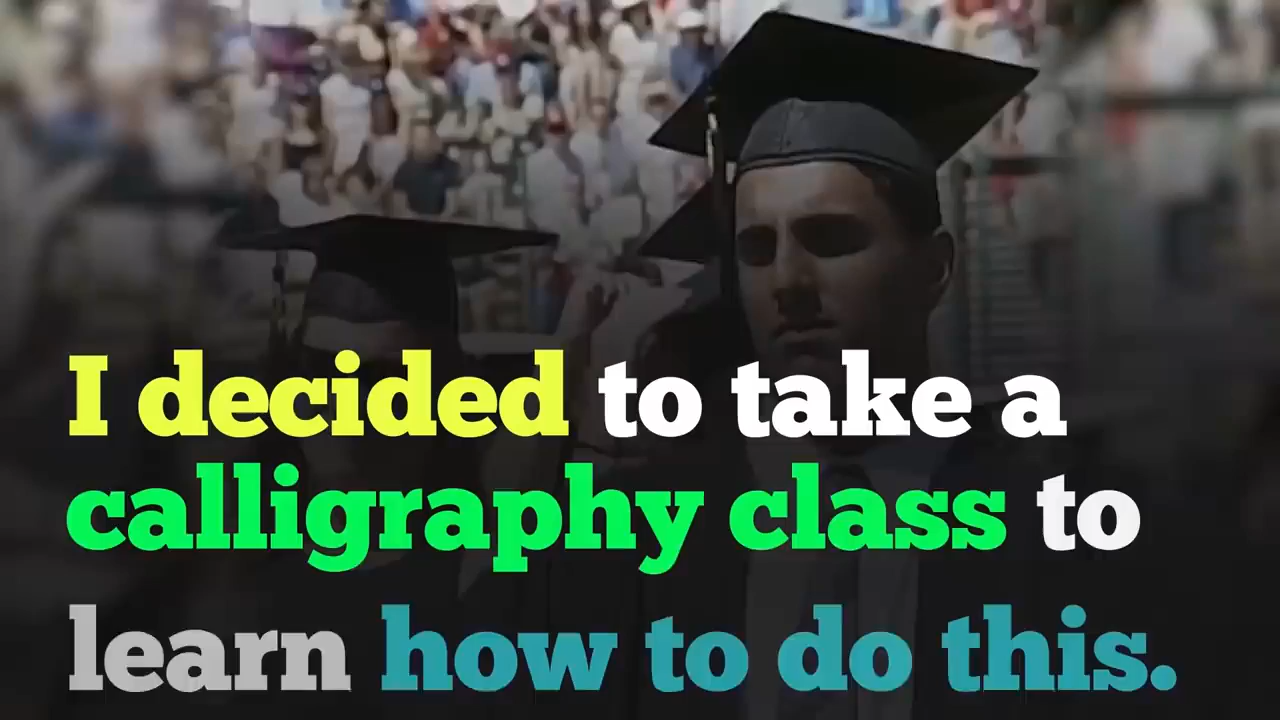 I decided to take a
calligraphy class to
learn how to do this.